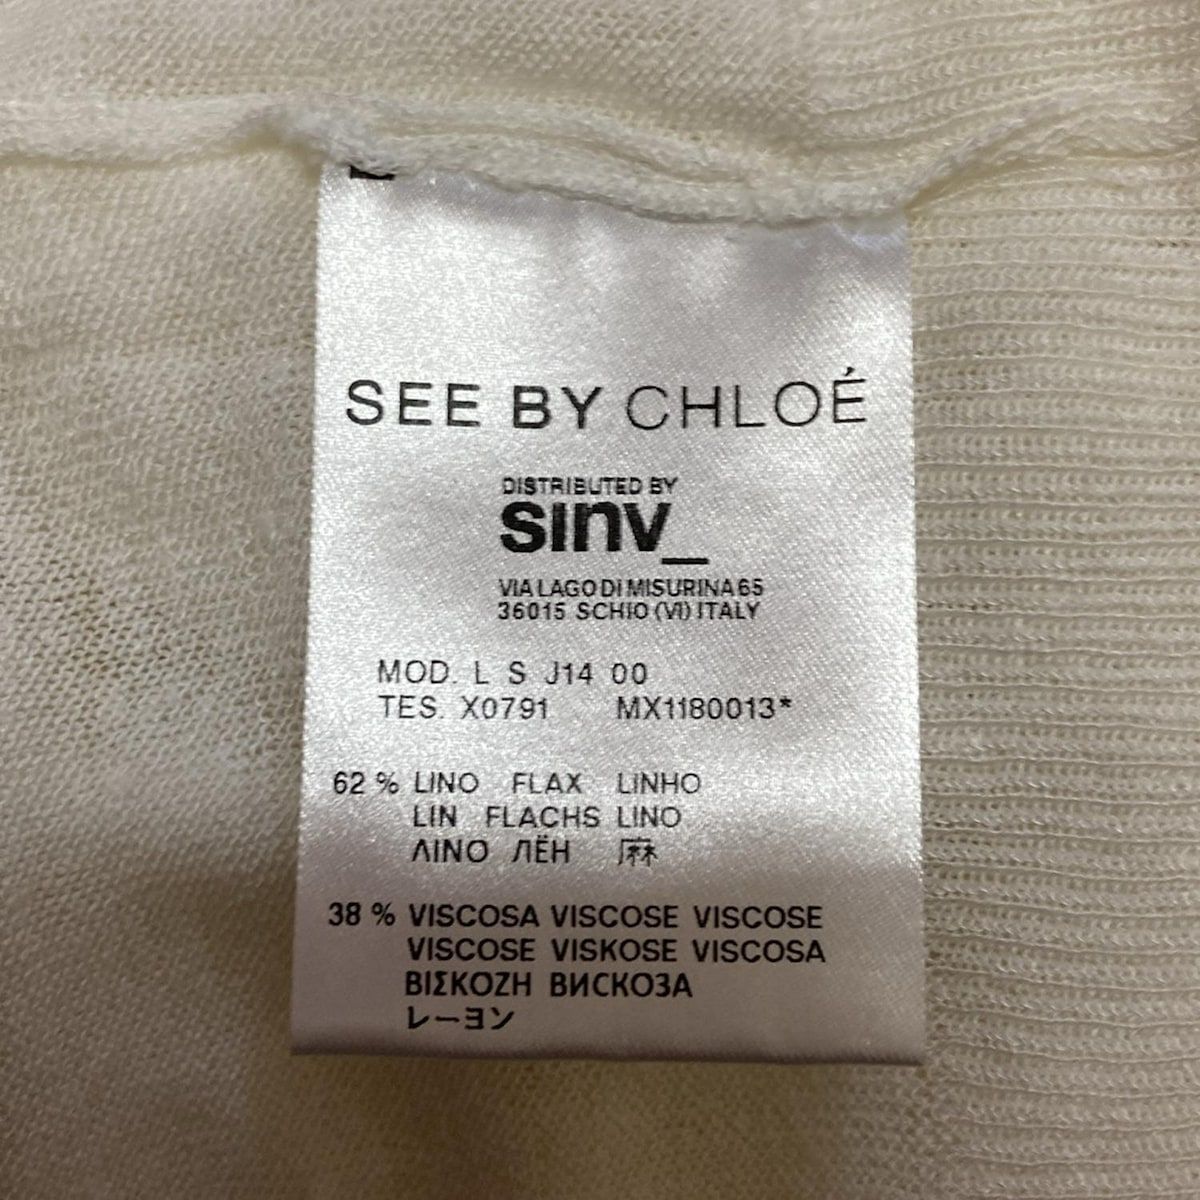 SEE BY CHLOÉ
DISTRIBUTED BY
sinv_
VIA LAGO DI MISURINA 65
36015 SCHIO (VI) ITALY
MOD. L S J14 00
TES. X0791 MX1180013*
62 % LINO FLAX LINHO
LIN FLACHS LINO
ΛΙΝΟ ЛЁН 麻
38 % VISCOSA VISCOSE VISCOSE
VISCOSE VISKOSE VISCOSA
ΒΙΣΚΟΖΗ ВИСКОЗА
レーヨン